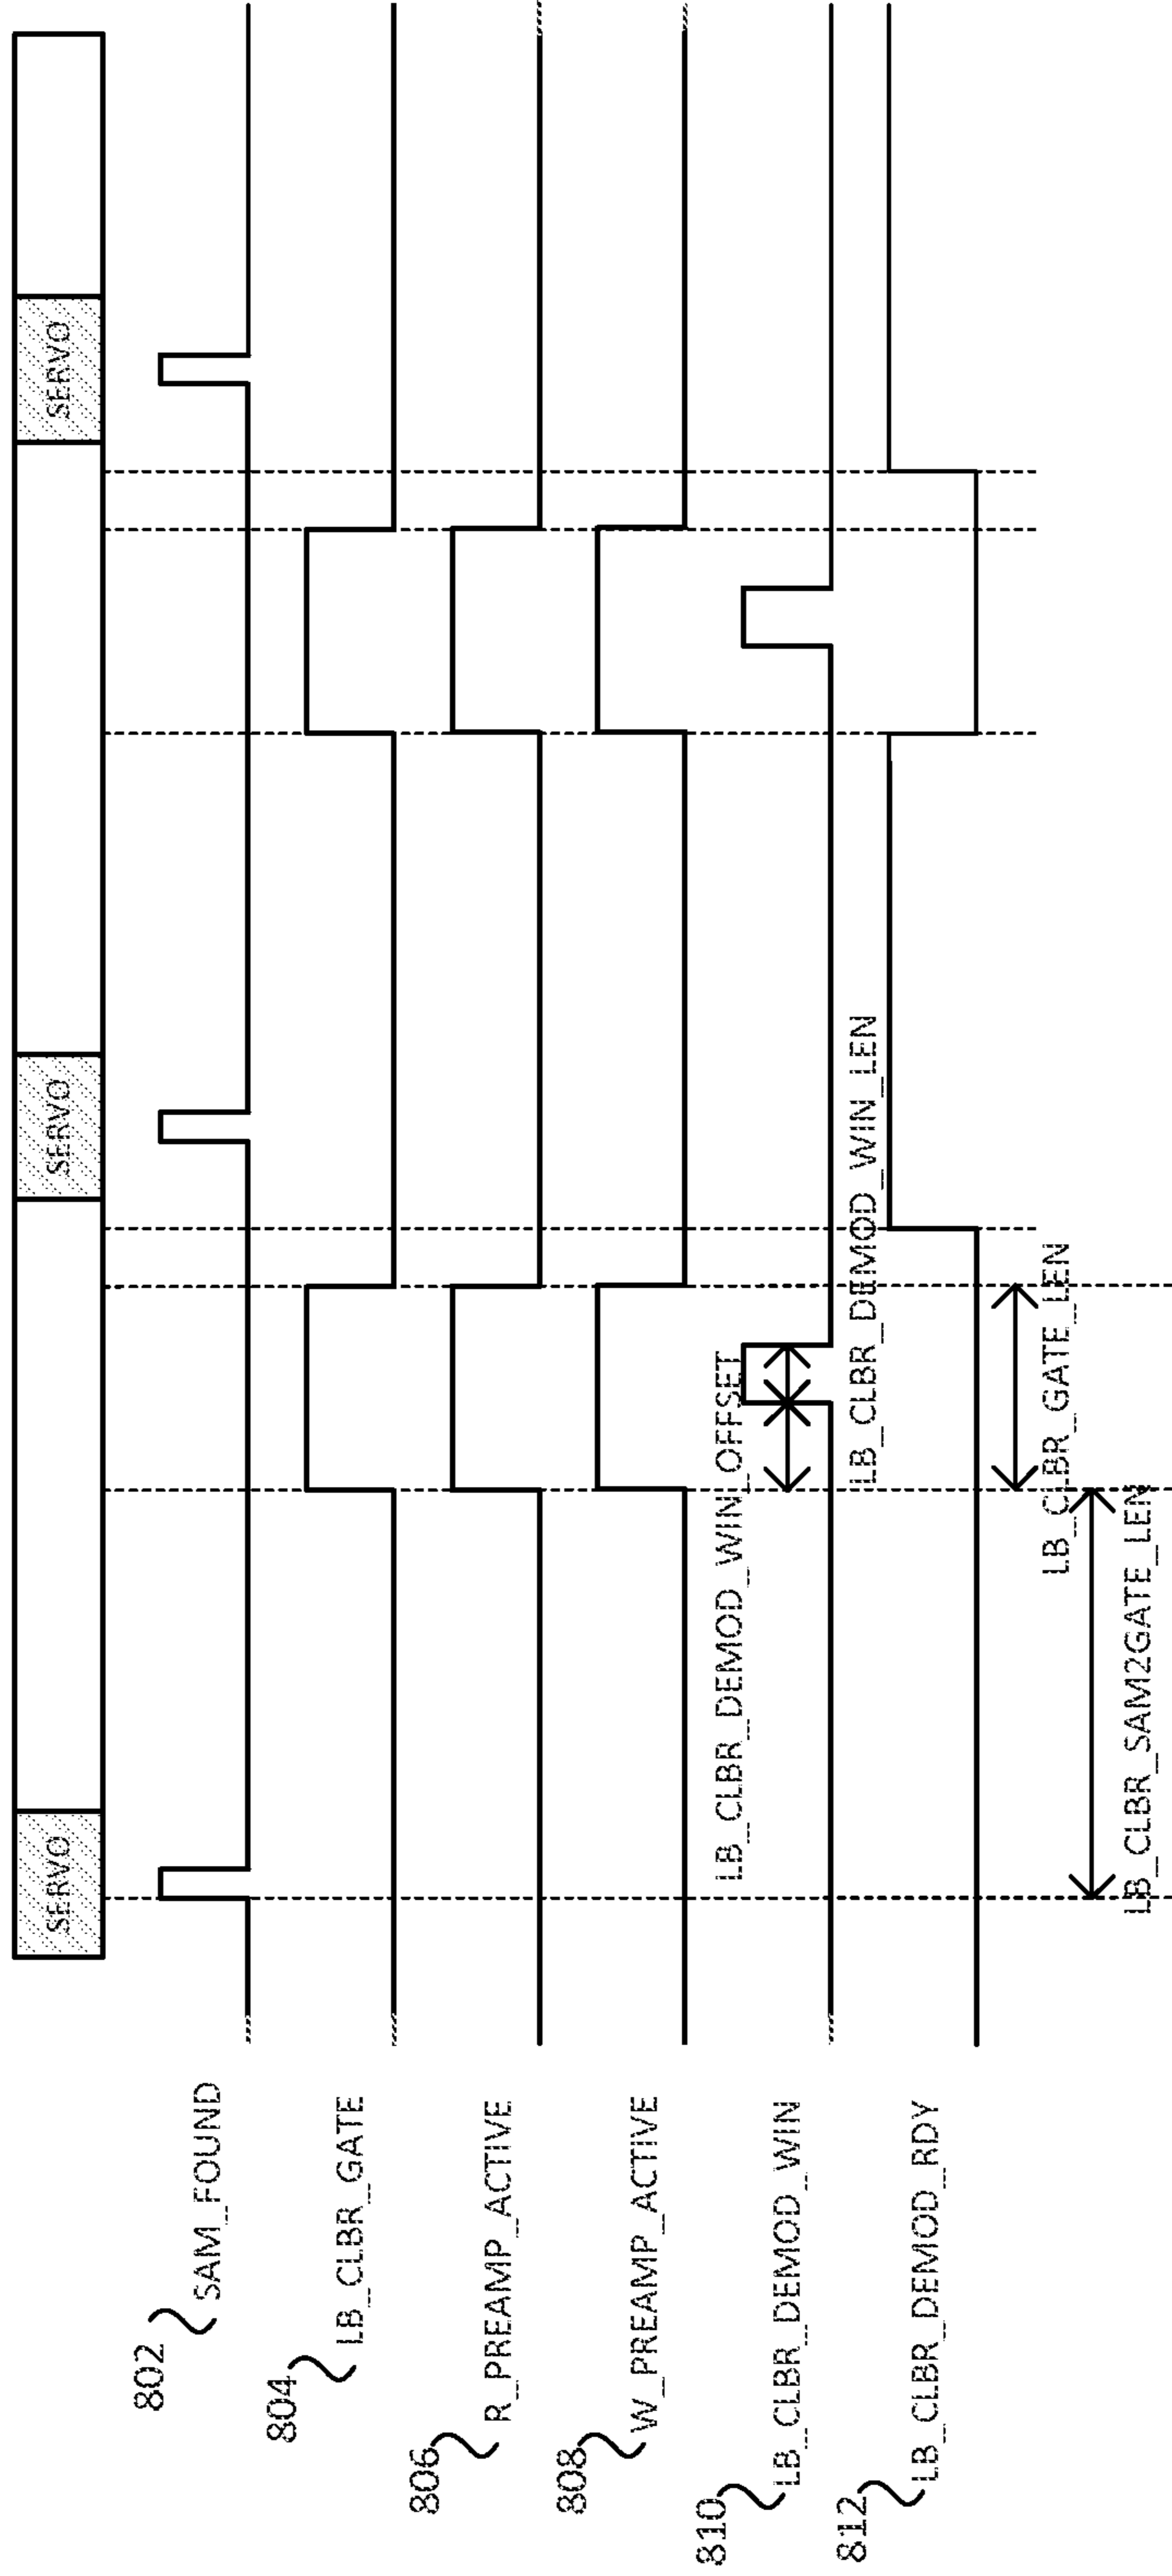 SERVO
SERVO
SERVO
802
SAM_FOUND
804
LB_CLBR_GATE
806
R_PREAMP_ACTIVE
808
W_PREAMP_ACTIVE
LB_CLBR_DEMOD_WIN_OFFSET
810
LB_CLBR_DEMOD_WIN
LB_CLBR_DEMOD_WIN_LEN
812
LB_CLBR_DEMOD_RDY
LB_CLBR_GATE_LEN
LB_CLBR_SAM2GATE_LEN